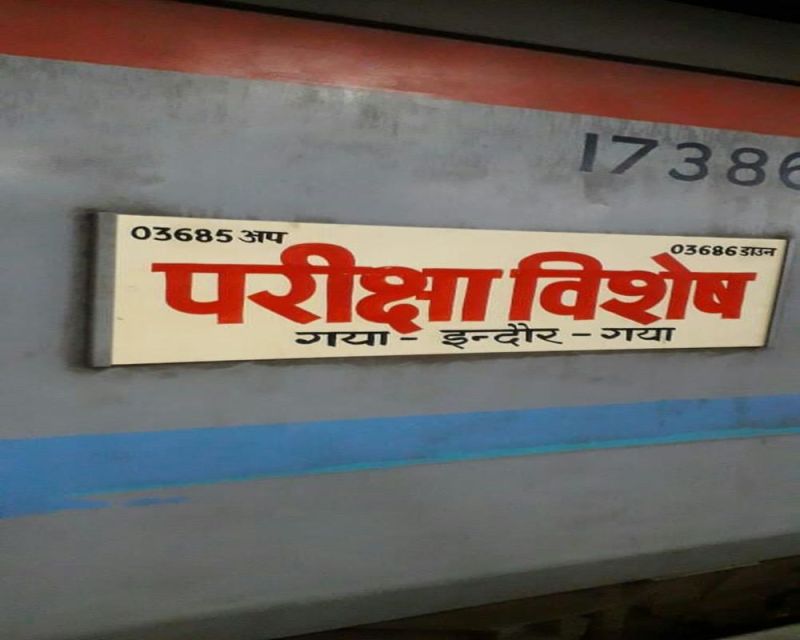 17386
03685 अप
03686 डाउन
परीक्षा विशेष
गया - इन्दौर - गया